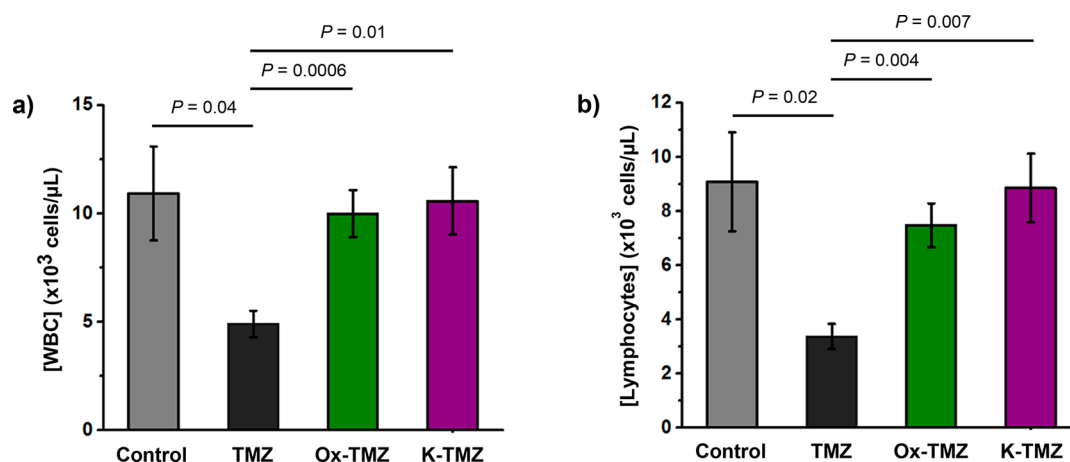 a)
P = 0.01
P = 0.0006
P = 0.04
[WBC] (x10³ cells/µL)
15
10
5
0
Control TMZ Ox-TMZ K-TMZ
b)
P = 0.007
P = 0.004
P = 0.02
[Lymphocytes] (x10³ cells/µL)
12
10
8
6
4
2
0
Control TMZ Ox-TMZ K-TMZ